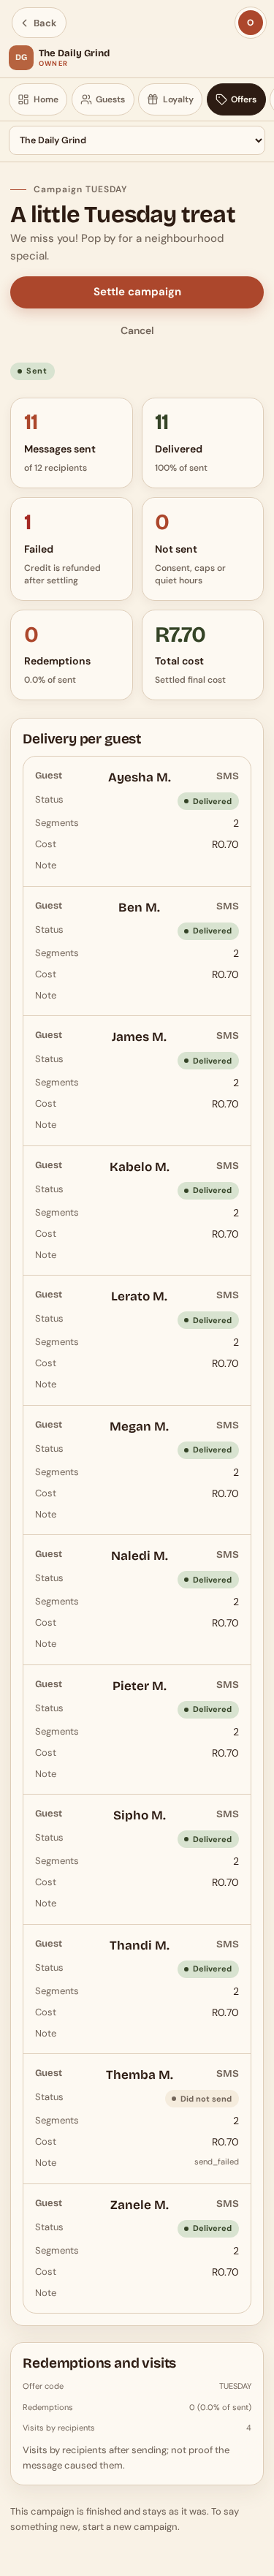 Back
O
DG
The Daily Grind
OWNER
Home
Guests
Loyalty
Offers
The Daily Grind
Campaign TUESDAY
A little Tuesday treat
We miss you! Pop by for a neighbourhood
special.
Settle campaign
Cancel
Sent
11
Messages sent
of 12 recipients
11
Delivered
100% of sent
1
Failed
Credit is refunded
after settling
0
Not sent
Consent, caps or
quiet hours
0
Redemptions
0.0% of sent
R7.70
Total cost
Settled final cost
Delivery per guest
Guest Ayesha M. SMS
Status Delivered
Segments 2
Cost R0.70
Note
Guest Ben M. SMS
Status Delivered
Segments 2
Cost R0.70
Note
Guest James M. SMS
Status Delivered
Segments 2
Cost R0.70
Note
Guest Kabelo M. SMS
Status Delivered
Segments 2
Cost R0.70
Note
Guest Lerato M. SMS
Status Delivered
Segments 2
Cost R0.70
Note
Guest Megan M. SMS
Status Delivered
Segments 2
Cost R0.70
Note
Guest Naledi M. SMS
Status Delivered
Segments 2
Cost R0.70
Note
Guest Pieter M. SMS
Status Delivered
Segments 2
Cost R0.70
Note
Guest Sipho M. SMS
Status Delivered
Segments 2
Cost R0.70
Note
Guest Thandi M. SMS
Status Delivered
Segments 2
Cost R0.70
Note
Guest Themba M. SMS
Status Did not send
Segments 2
Cost R0.70
Note send_failed
Guest Zanele M. SMS
Status Delivered
Segments 2
Cost R0.70
Note
Redemptions and visits
Offer code TUESDAY
Redemptions 0 (0.0% of sent)
Visits by recipients 4
Visits by recipients after sending; not proof the
message caused them.
This campaign is finished and stays as it was. To say
something new, start a new campaign.